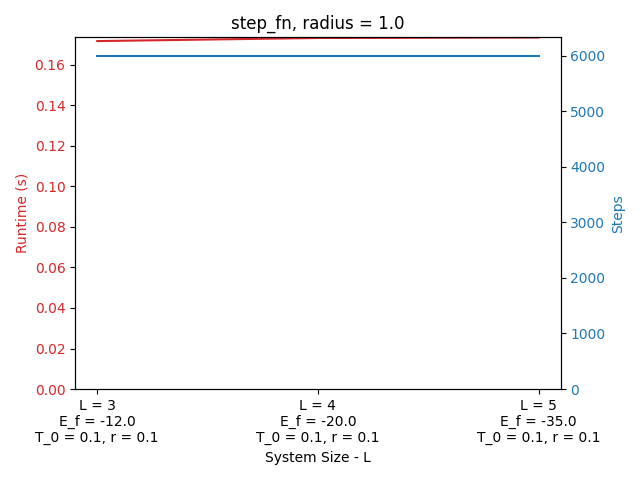 step_fn, radius = 1.0
Runtime (s)
0.16
0.14
0.12
0.10
0.08
0.06
0.04
0.02
0.00
6000
5000
4000
3000
2000
1000
0
Steps
L = 3
E_f = -12.0
T_0 = 0.1, r = 0.1
L = 4
E_f = -20.0
T_0 = 0.1, r = 0.1
L = 5
E_f = -35.0
T_0 = 0.1, r = 0.1
System Size - L